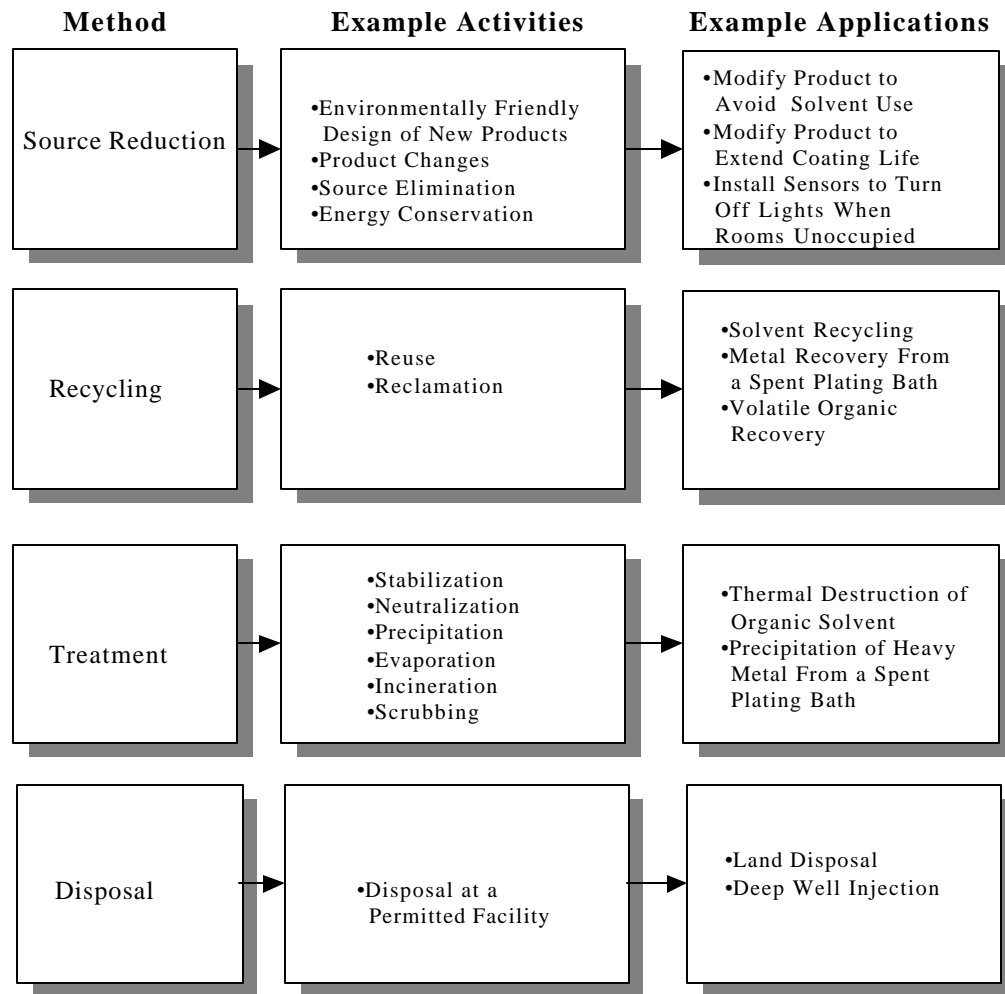 Method
Example Activities
Example Applications
Source Reduction
•Environmentally Friendly
Design of New Products
•Product Changes
•Source Elimination
•Energy Conservation
•Modify Product to
Avoid Solvent Use
•Modify Product to
Extend Coating Life
•Install Sensors to Turn
Off Lights When
Rooms Unoccupied
Recycling
•Reuse
•Reclamation
•Solvent Recycling
•Metal Recovery From
a Spent Plating Bath
•Volatile Organic
Recovery
Treatment
•Stabilization
•Neutralization
•Precipitation
•Evaporation
•Incineration
•Scrubbing
•Thermal Destruction of
Organic Solvent
•Precipitation of Heavy
Metal From a Spent
Plating Bath
Disposal
•Disposal at a
Permitted Facility
•Land Disposal
•Deep Well Injection